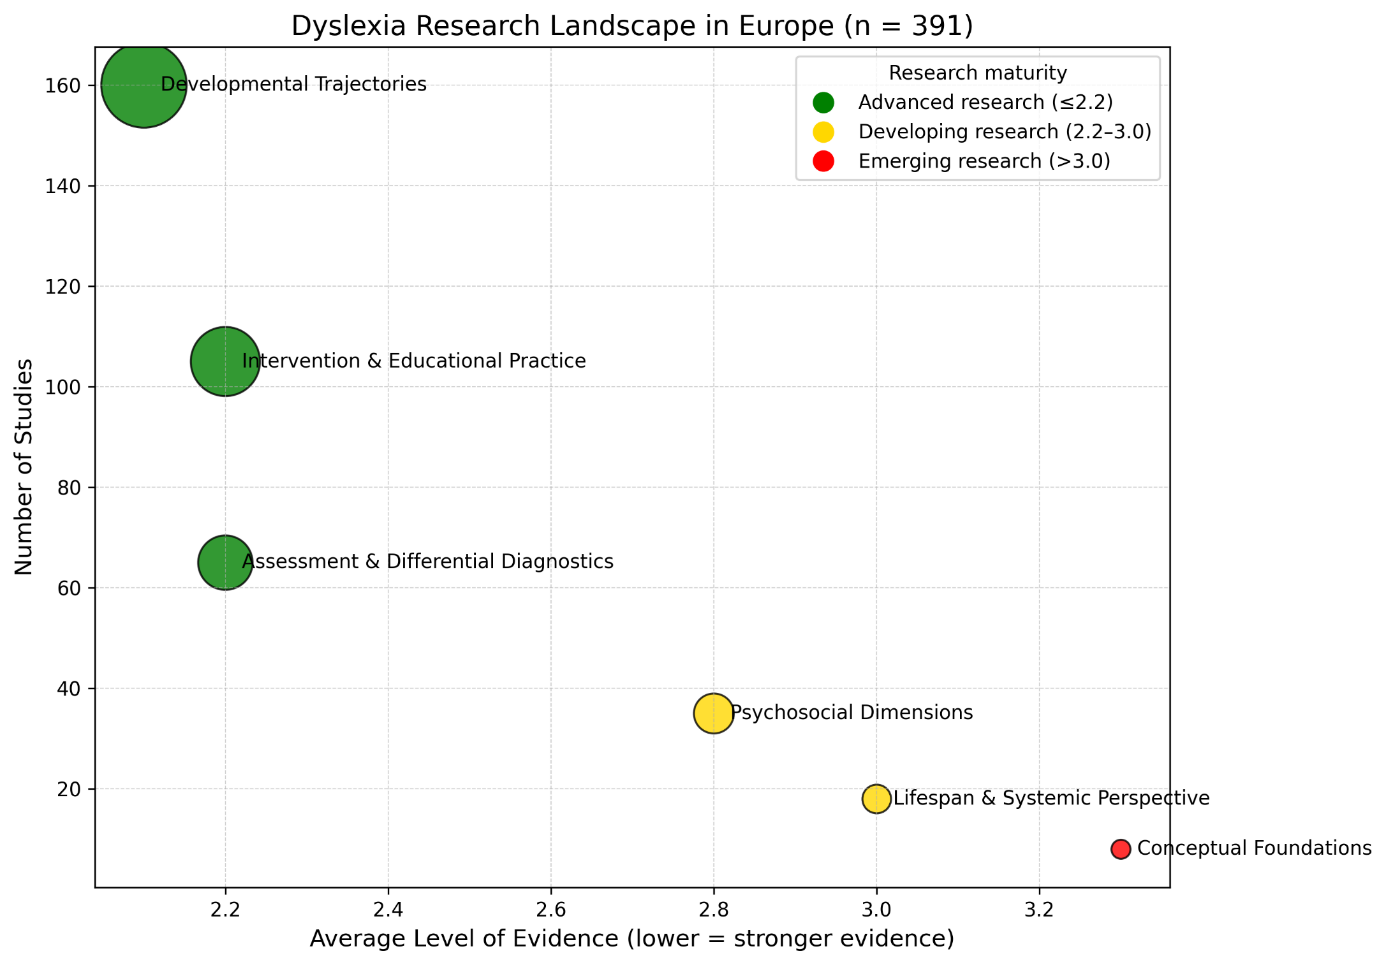 Dyslexia Research Landscape in Europe (n = 391)
Research maturity
Advanced research (≤2.2)
Developing research (2.2–3.0)
Emerging research (>3.0)
Number of Studies
160
140
120
100
80
60
40
20
Developmental Trajectories
Intervention & Educational Practice
Assessment & Differential Diagnostics
Psychosocial Dimensions
Lifespan & Systemic Perspective
Conceptual Foundations
2.2
2.4
2.6
2.8
3.0
3.2
Average Level of Evidence (lower = stronger evidence)